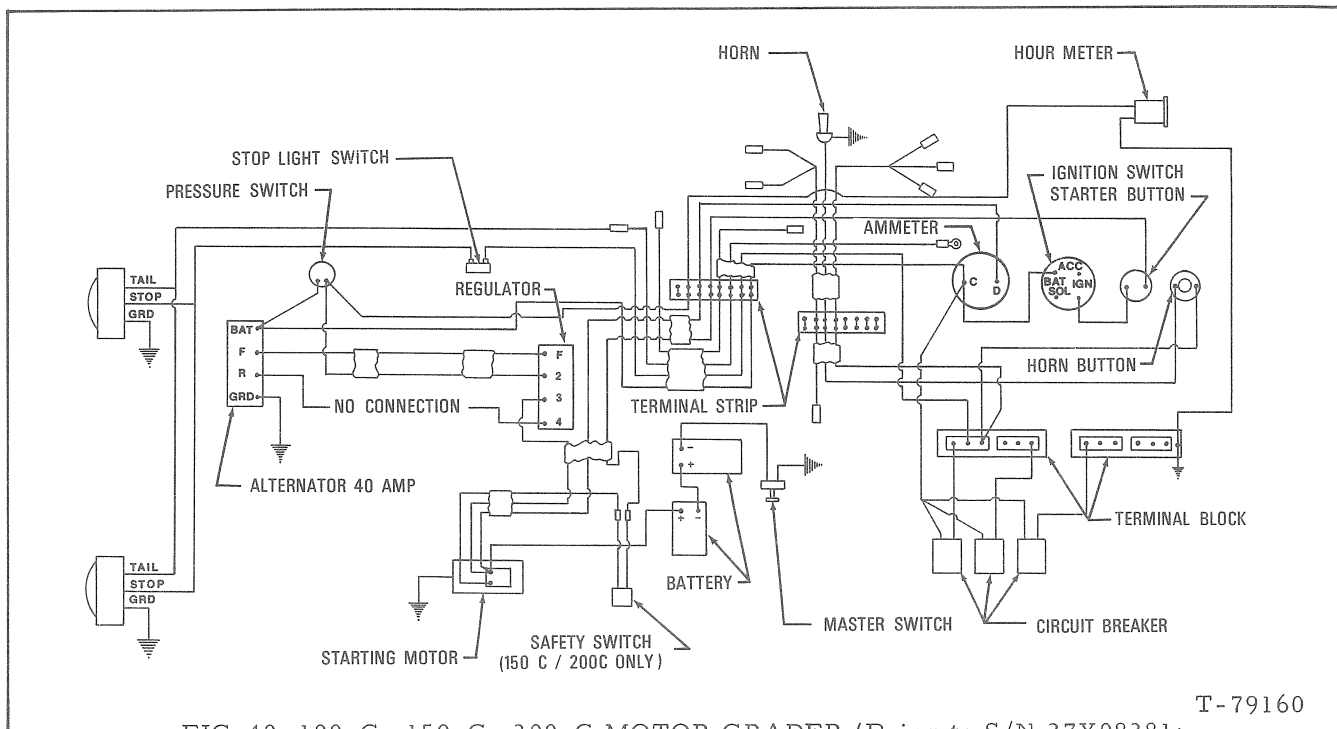 HORN
HOUR METER
STOP LIGHT SWITCH
PRESSURE SWITCH
IGNITION SWITCH
STARTER BUTTON
AMMETER
TAIL
STOP
GRD
REGULATOR
C
D
ACC
BAT
IGN
SOL
BAT
F
R
GRD
F
2
3
4
NO CONNECTION
TERMINAL STRIP
HORN BUTTON
ALTERNATOR 40 AMP
-
+
+
-
TERMINAL BLOCK
TAIL
STOP
GRD
BATTERY
MASTER SWITCH
CIRCUIT BREAKER
STARTING MOTOR
SAFETY SWITCH
(150 C / 200C ONLY)
T-79160
MOTOR GRADER